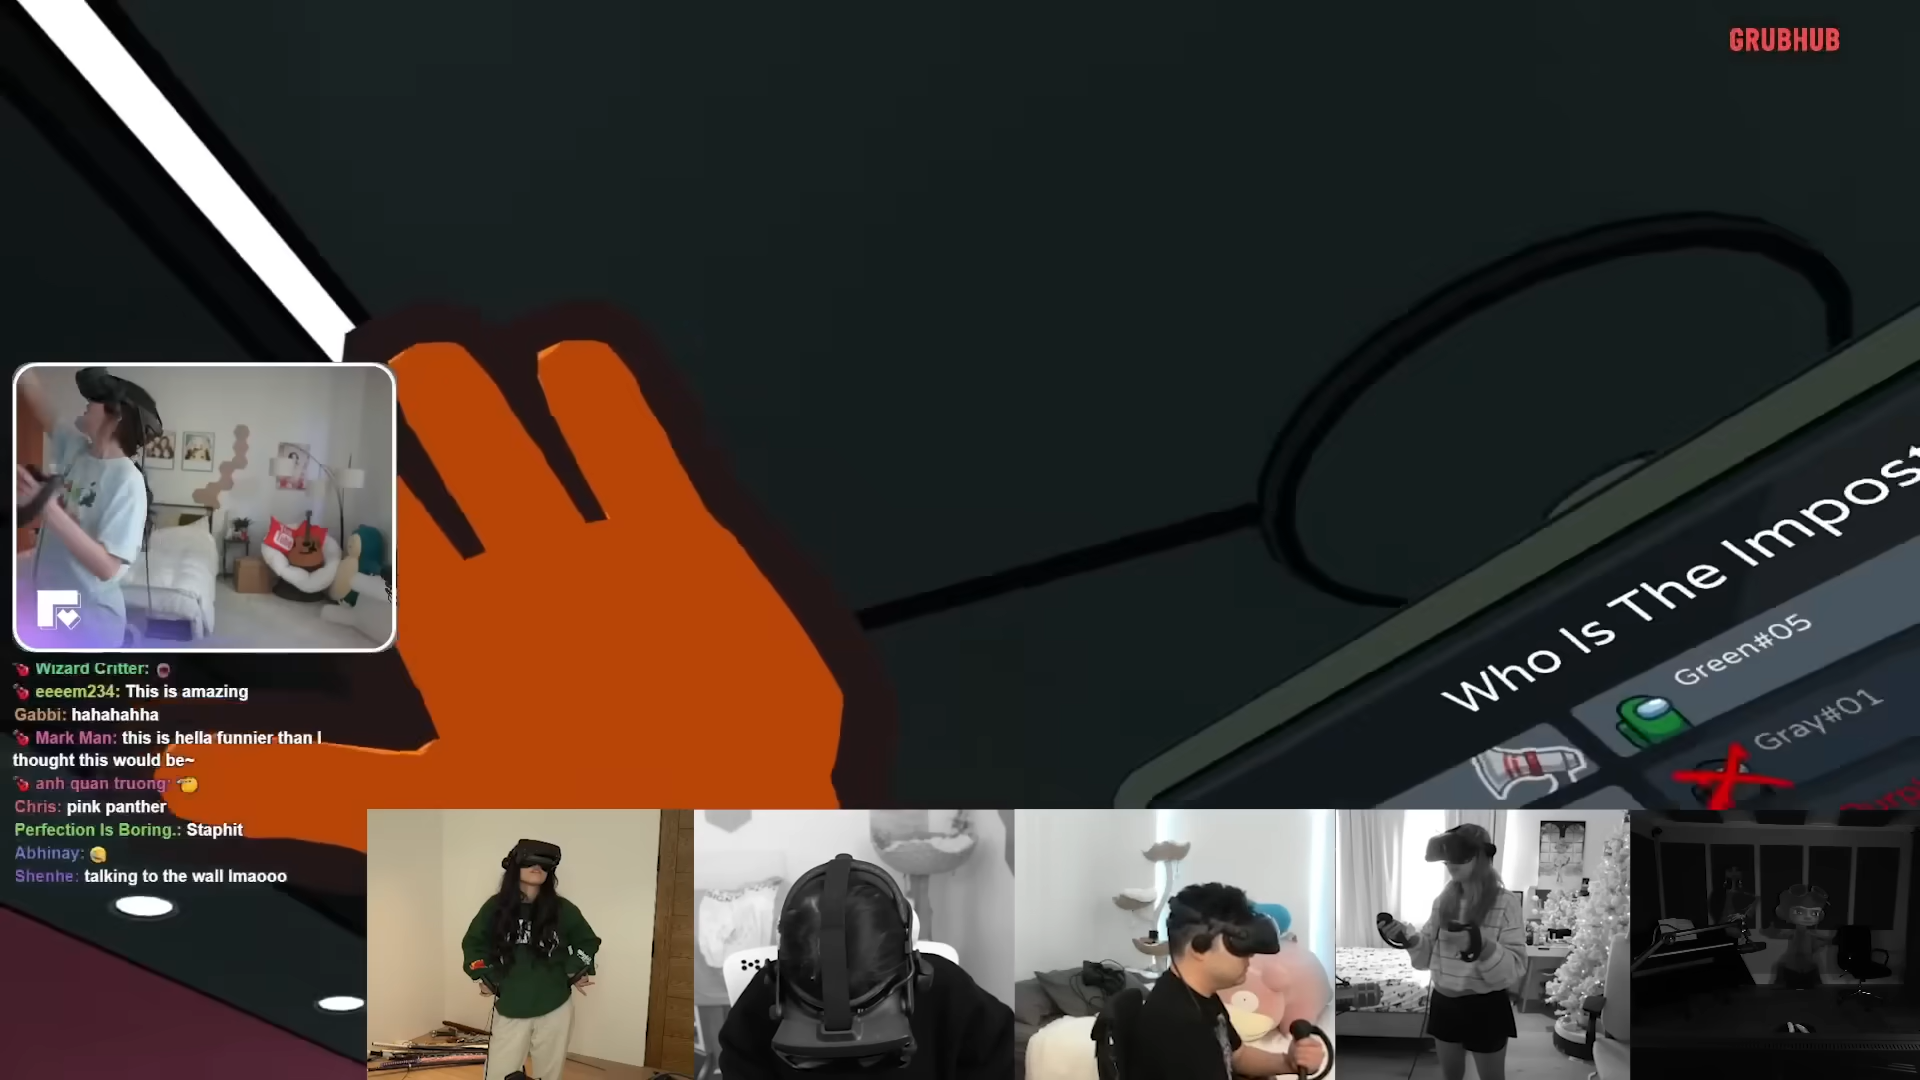 GRUBHUB
Who Is The Impos
Green#05
Gray#01
You
Tube
Wizard Critter:
eeeem234: This is amazing
Gabbi: hahahahha
Mark Man: this is hella funnier than I
thought this would be~
anh quan truong:
Chris: pink panther
Perfection Is Boring.: Staphit
Abhinay:
Shenhe: talking to the wall lmaooo